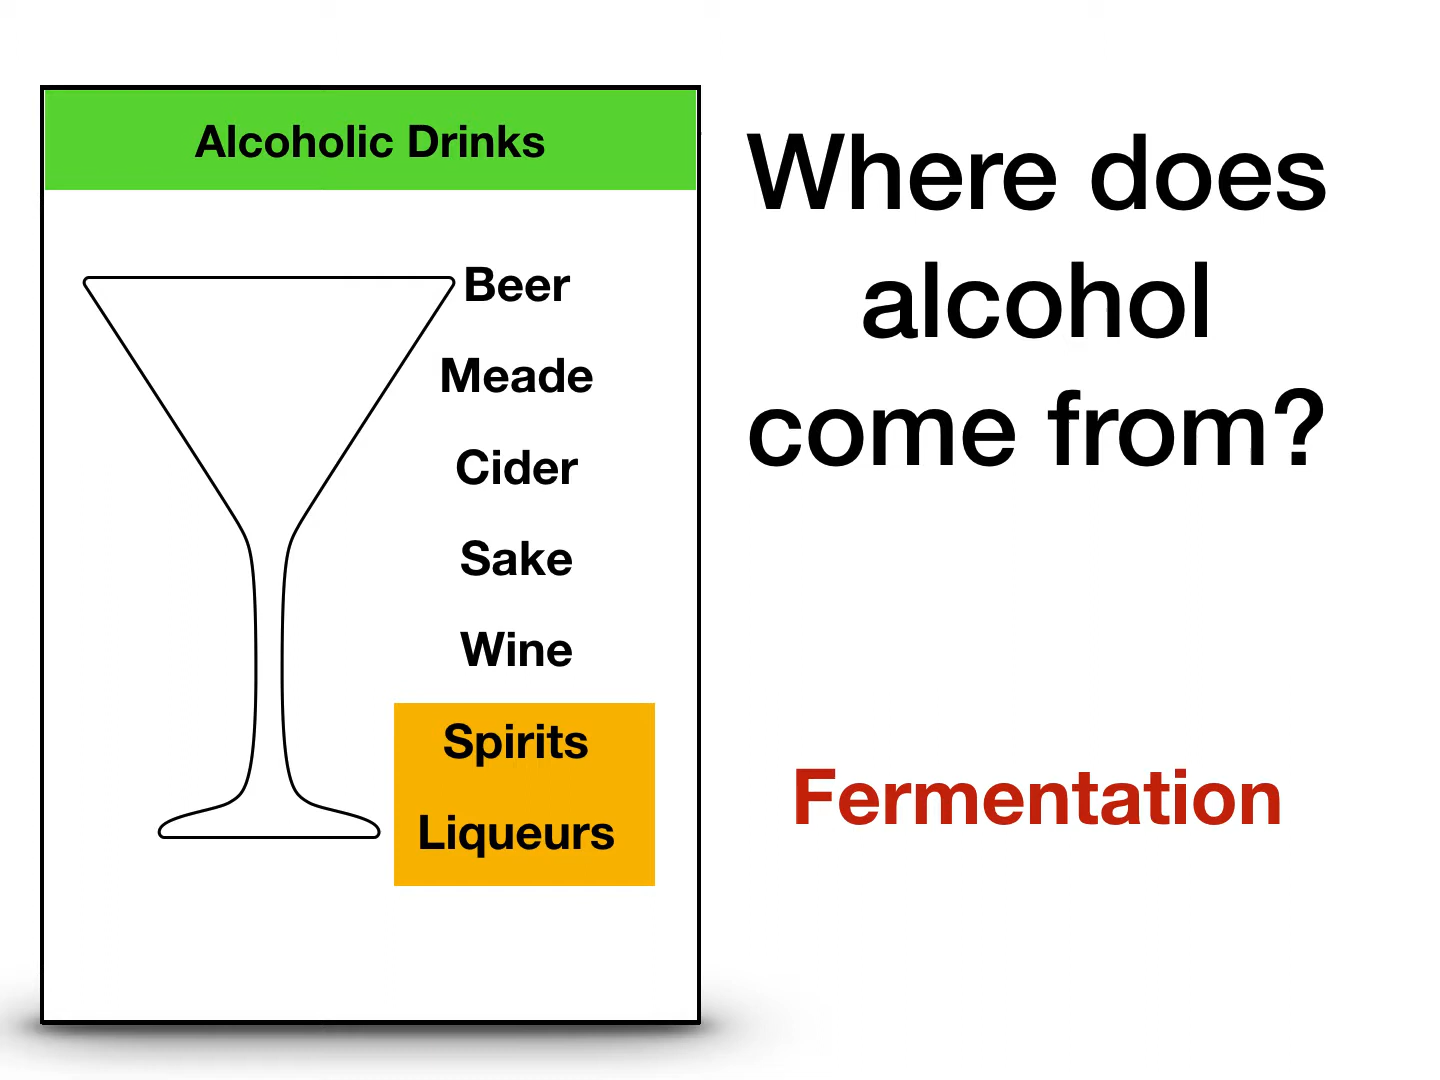 Alcoholic Drinks
Beer
Meade
Cider
Sake
Wine
Spirits
Liqueurs
Where does
alcohol
come from?
Fermentation